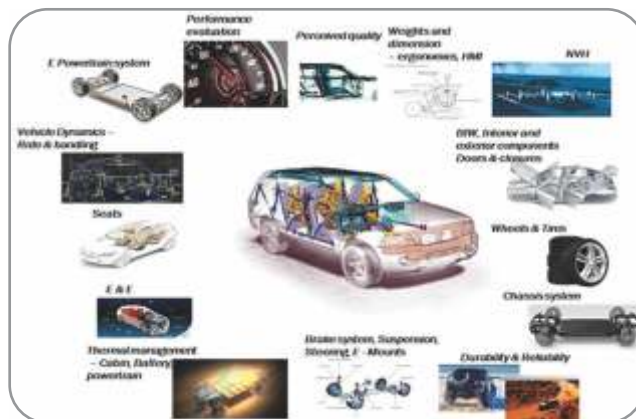 Performance
evaluation
Perceived quality
Weights and
dimension
– ergonomics, HMI
NVH
E Powertrain system
Vehicle Dynamics –
Ride & handling
BIW, Interior and
exterior components
Doors & closures
Seats
Wheels & Tires
E & E
Chassis system
Thermal management
– Cabin, Battery
powertrain
Brake system, Suspension,
Steering, E - Mounts
Durability & Reliability